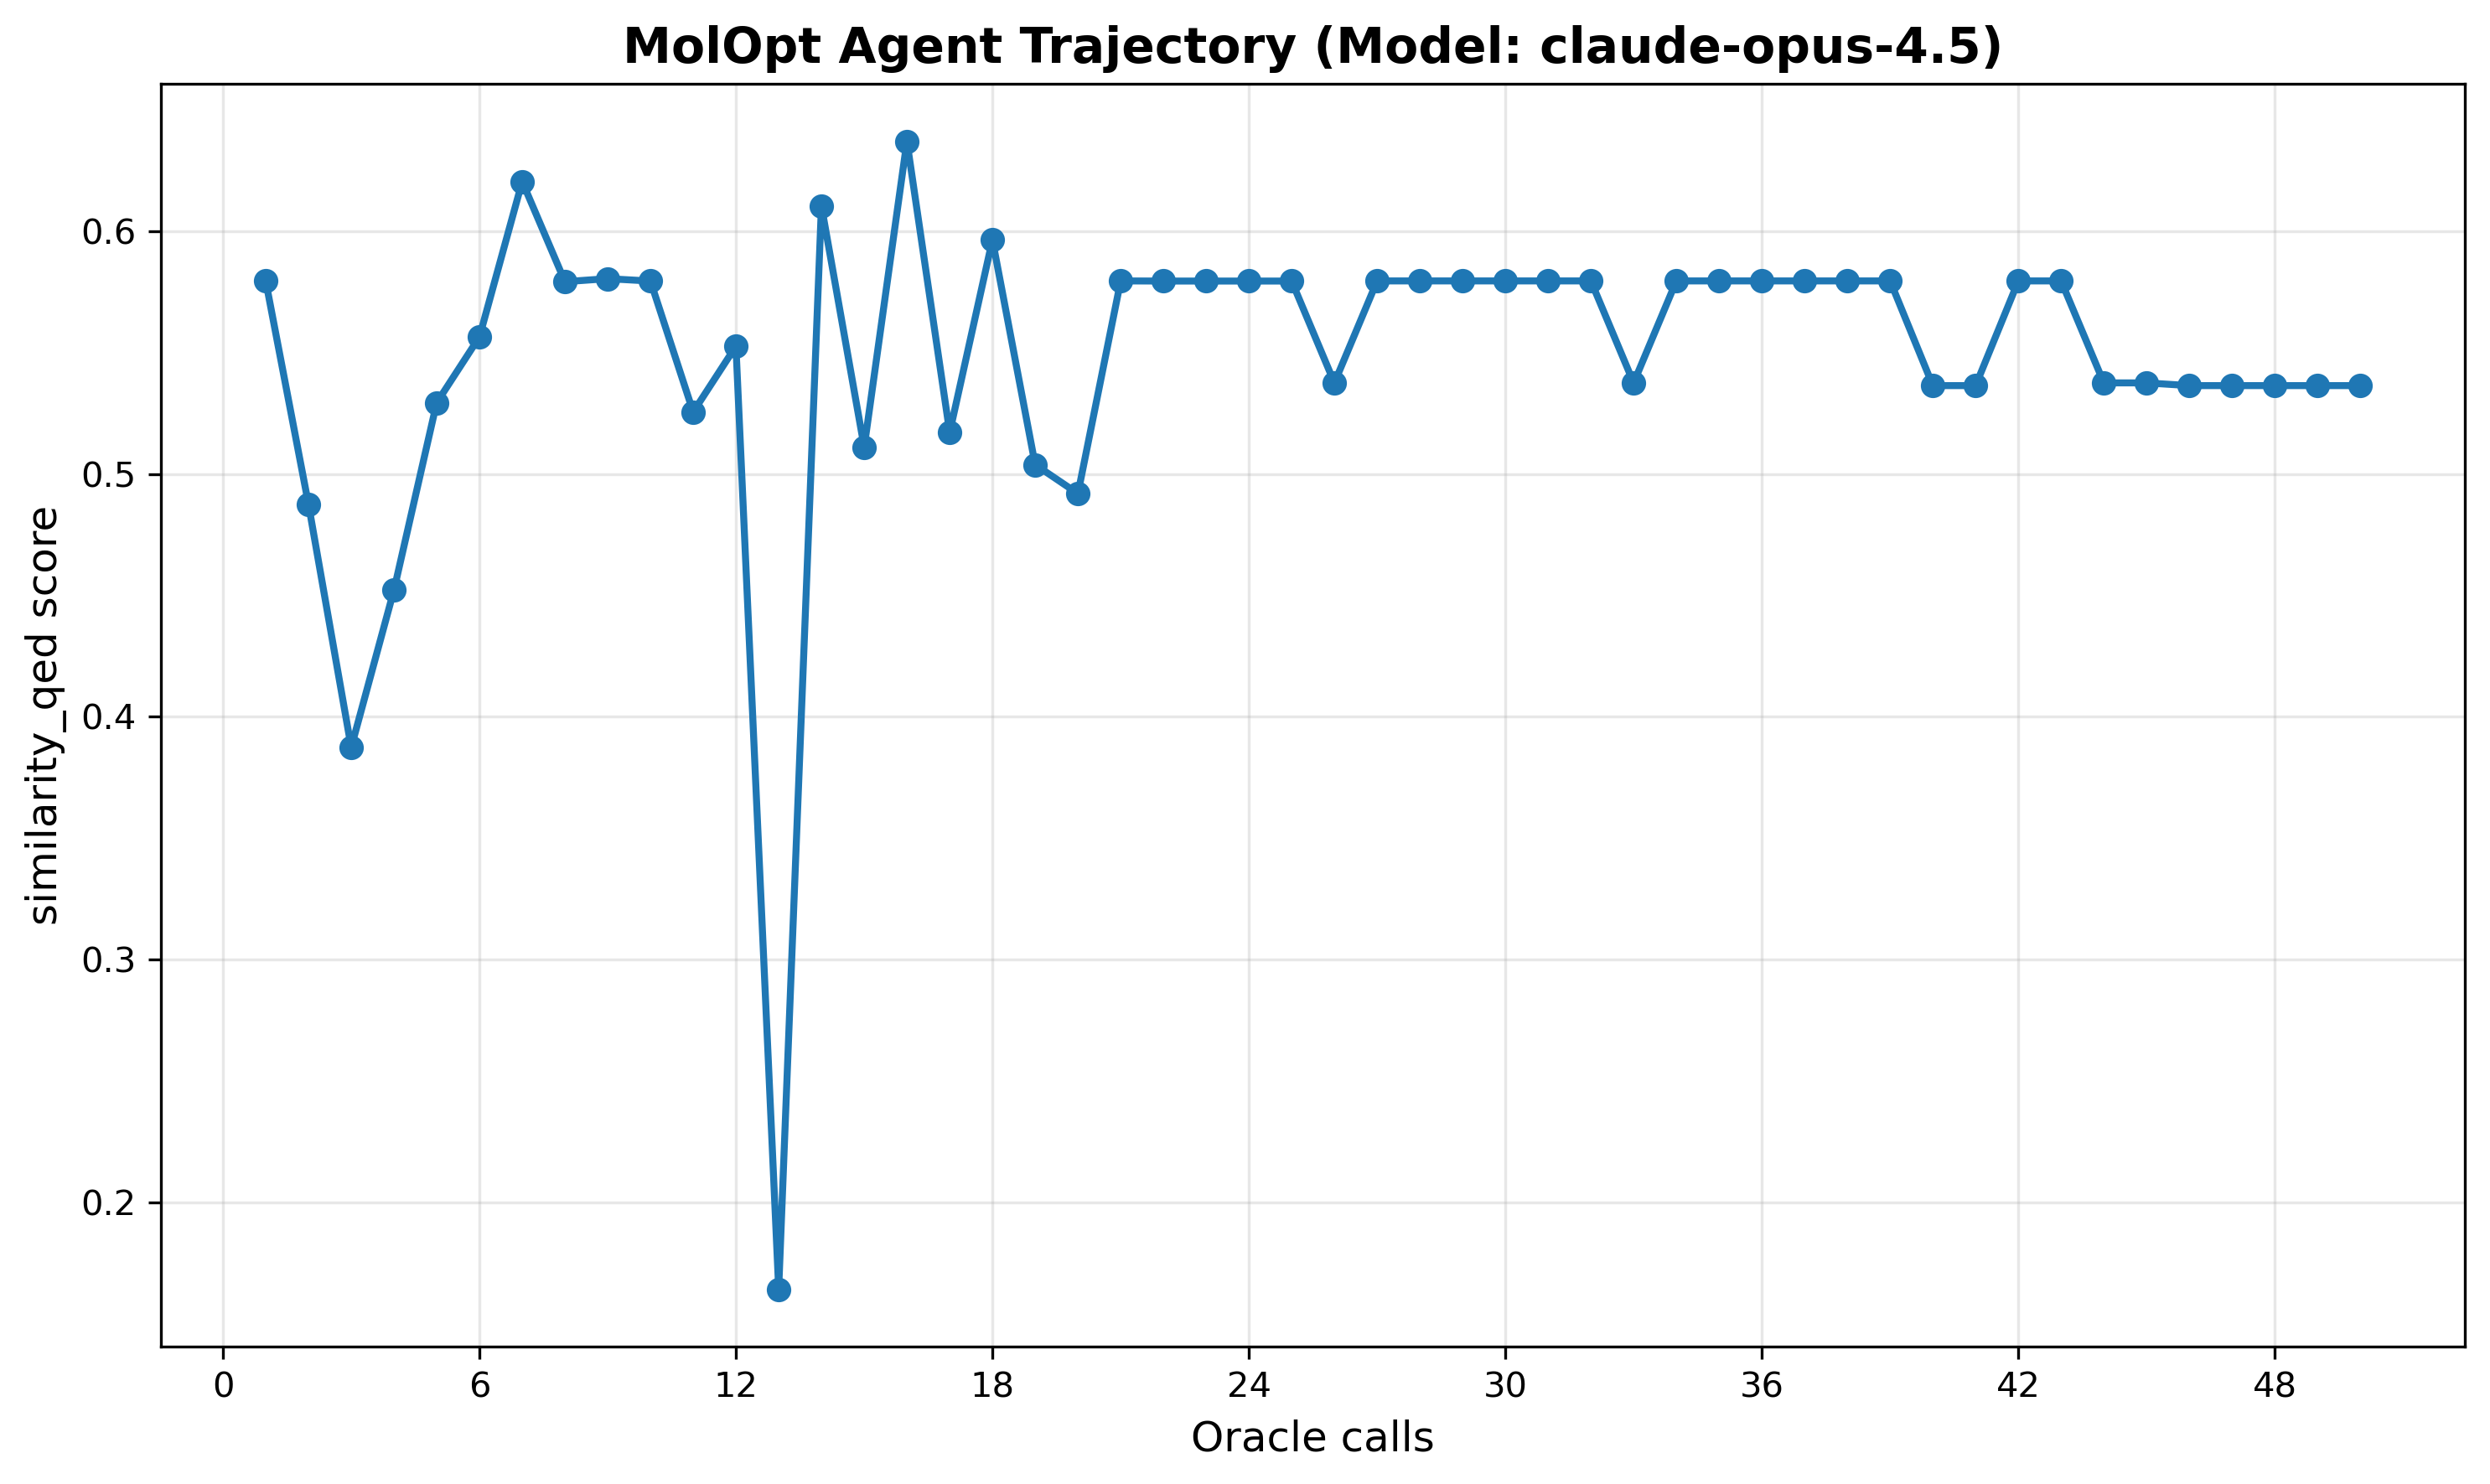 MolOpt Agent Trajectory (Model: claude-opus-4.5)
similarity_qed score
0.6
0.5
0.4
0.3
0.2
0 6 12 18 24 30 36 42 48
Oracle calls